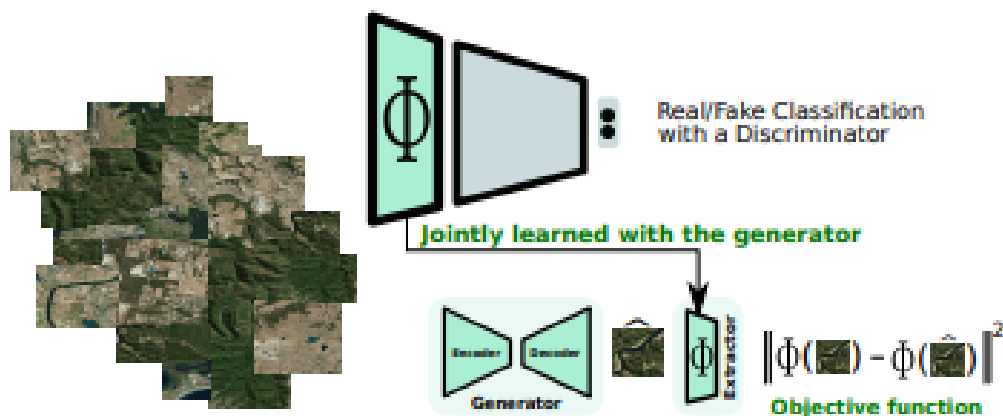 Φ
Real/Fake Classification
with a Discriminator
Jointly learned with the generator
Encoder
Decoder
Generator
Φ
Extractor
‖Φ( ) - Φ( ^ )‖²
Objective function